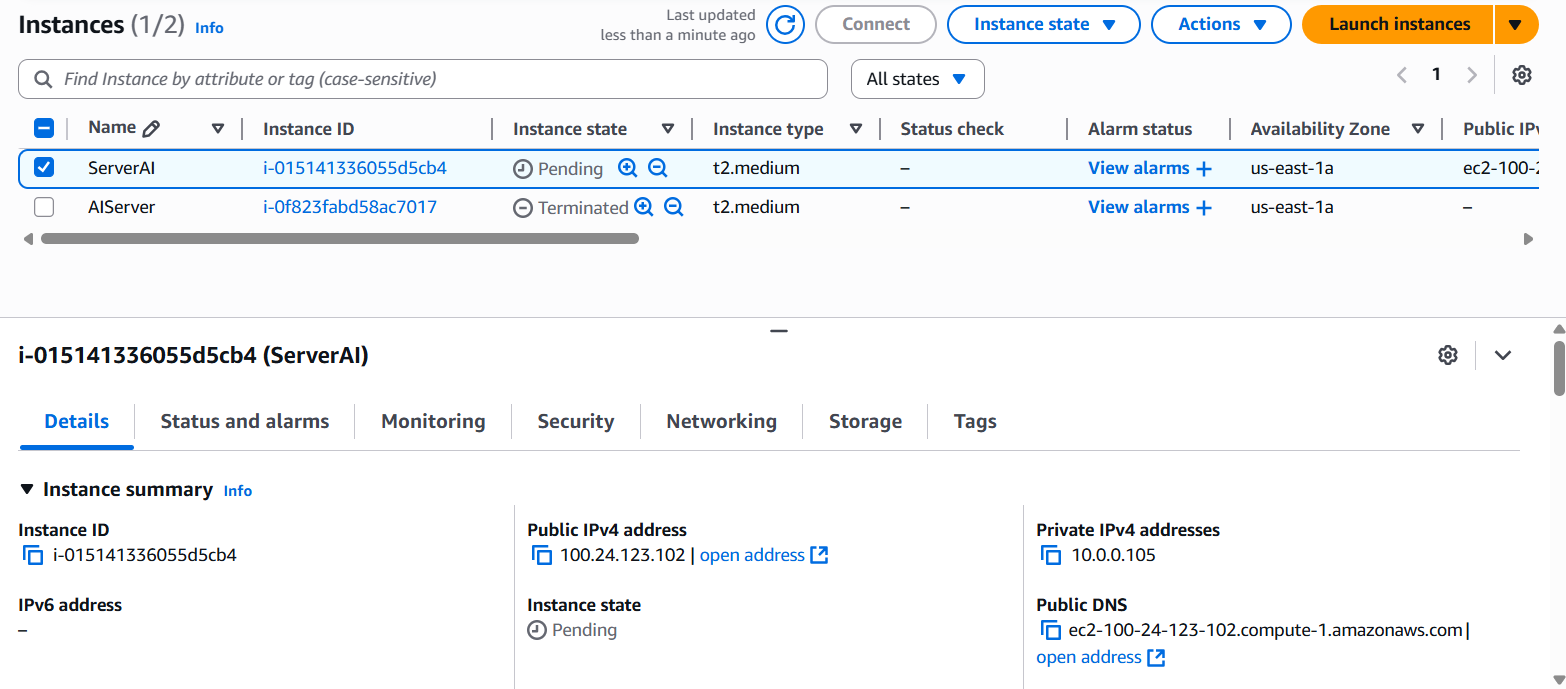 Instances (1/2) Info
Last updated
less than a minute ago
Connect
Instance state
Actions
Launch instances
Find Instance by attribute or tag (case-sensitive)
All states
1
Name Instance ID Instance state Instance type Status check Alarm status Availability Zone Public IPv
ServerAI i-015141336055d5cb4 Pending t2.medium – View alarms + us-east-1a ec2-100-2
AIServer i-0f823fabd58ac7017 Terminated t2.medium – View alarms + us-east-1a –
i-015141336055d5cb4 (ServerAI)
Details Status and alarms Monitoring Security Networking Storage Tags
Instance summary Info
Instance ID
i-015141336055d5cb4
IPv6 address
–
Public IPv4 address
100.24.123.102 | open address
Instance state
Pending
Private IPv4 addresses
10.0.0.105
Public DNS
ec2-100-24-123-102.compute-1.amazonaws.com |
open address